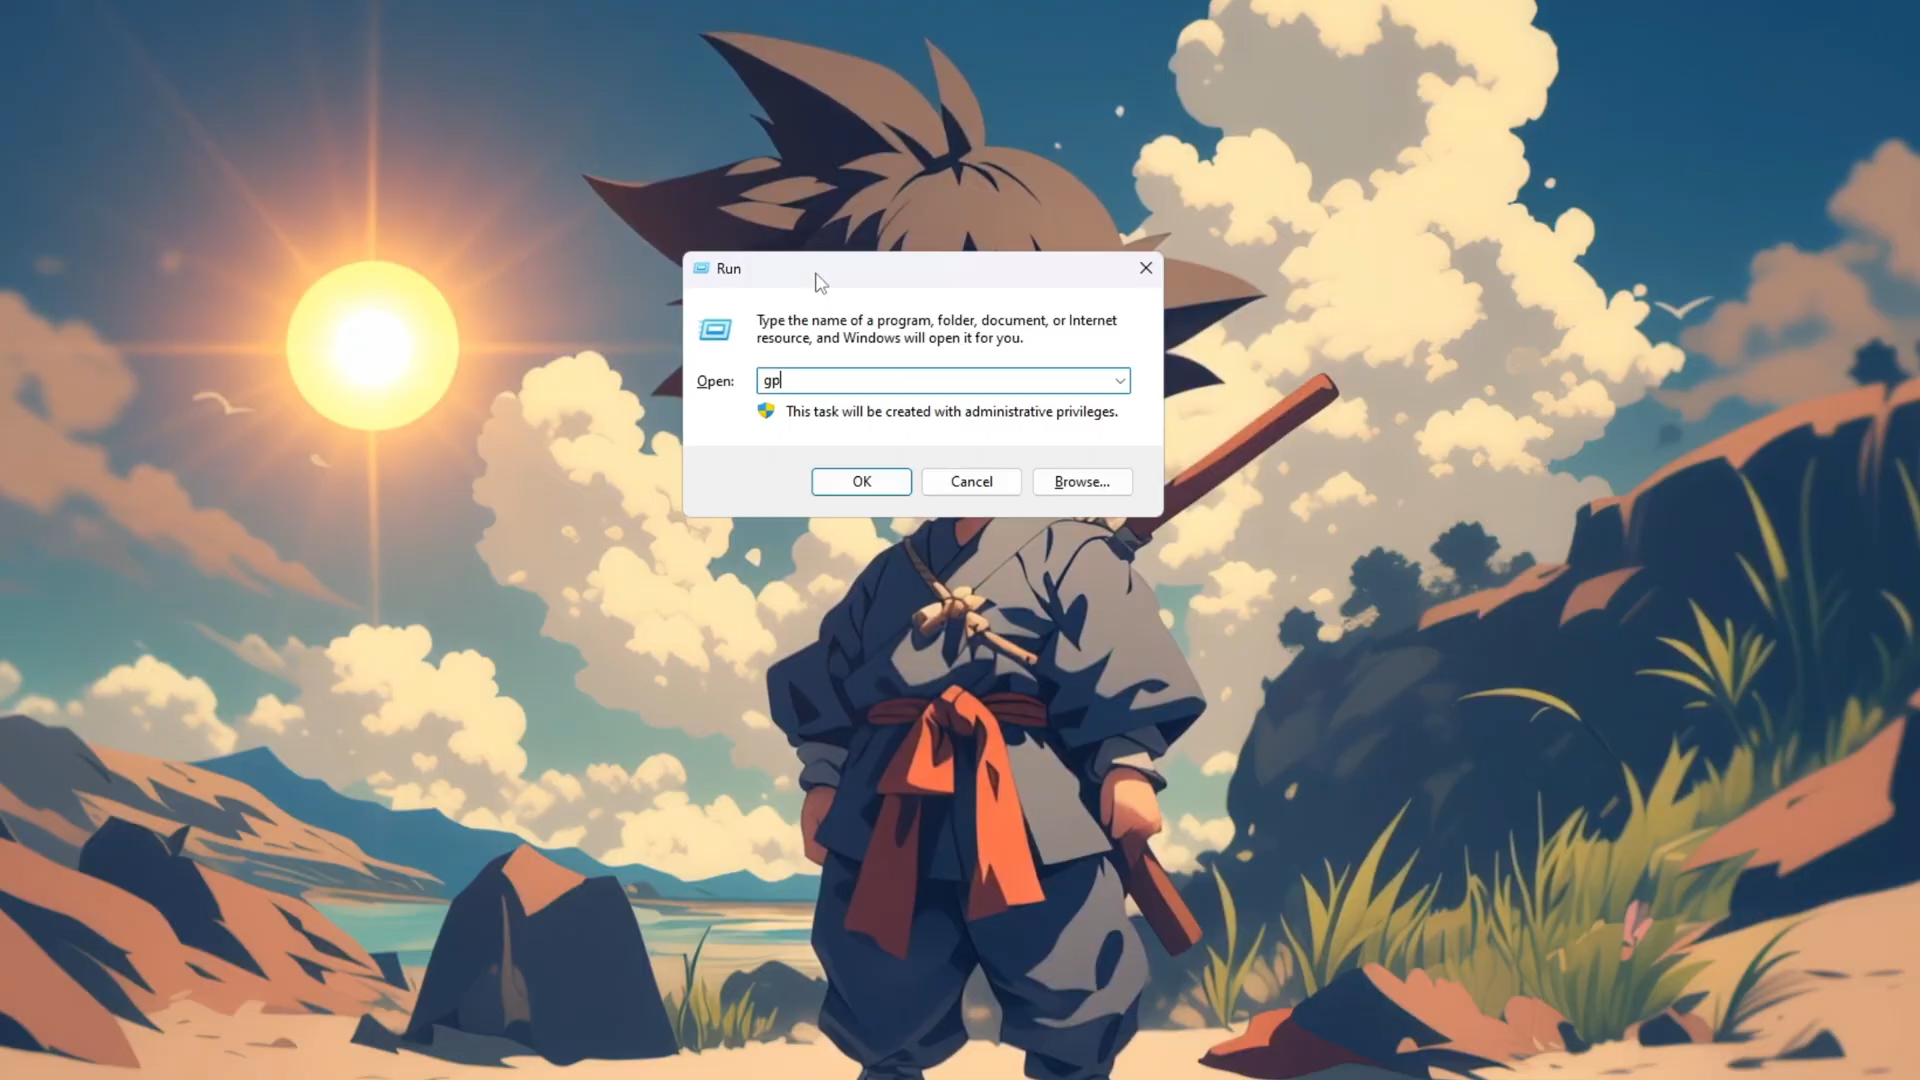 Run
Type the name of a program, folder, document, or Internet
resource, and Windows will open it for you.
Open: gp
This task will be created with administrative privileges.
OK Cancel Browse...